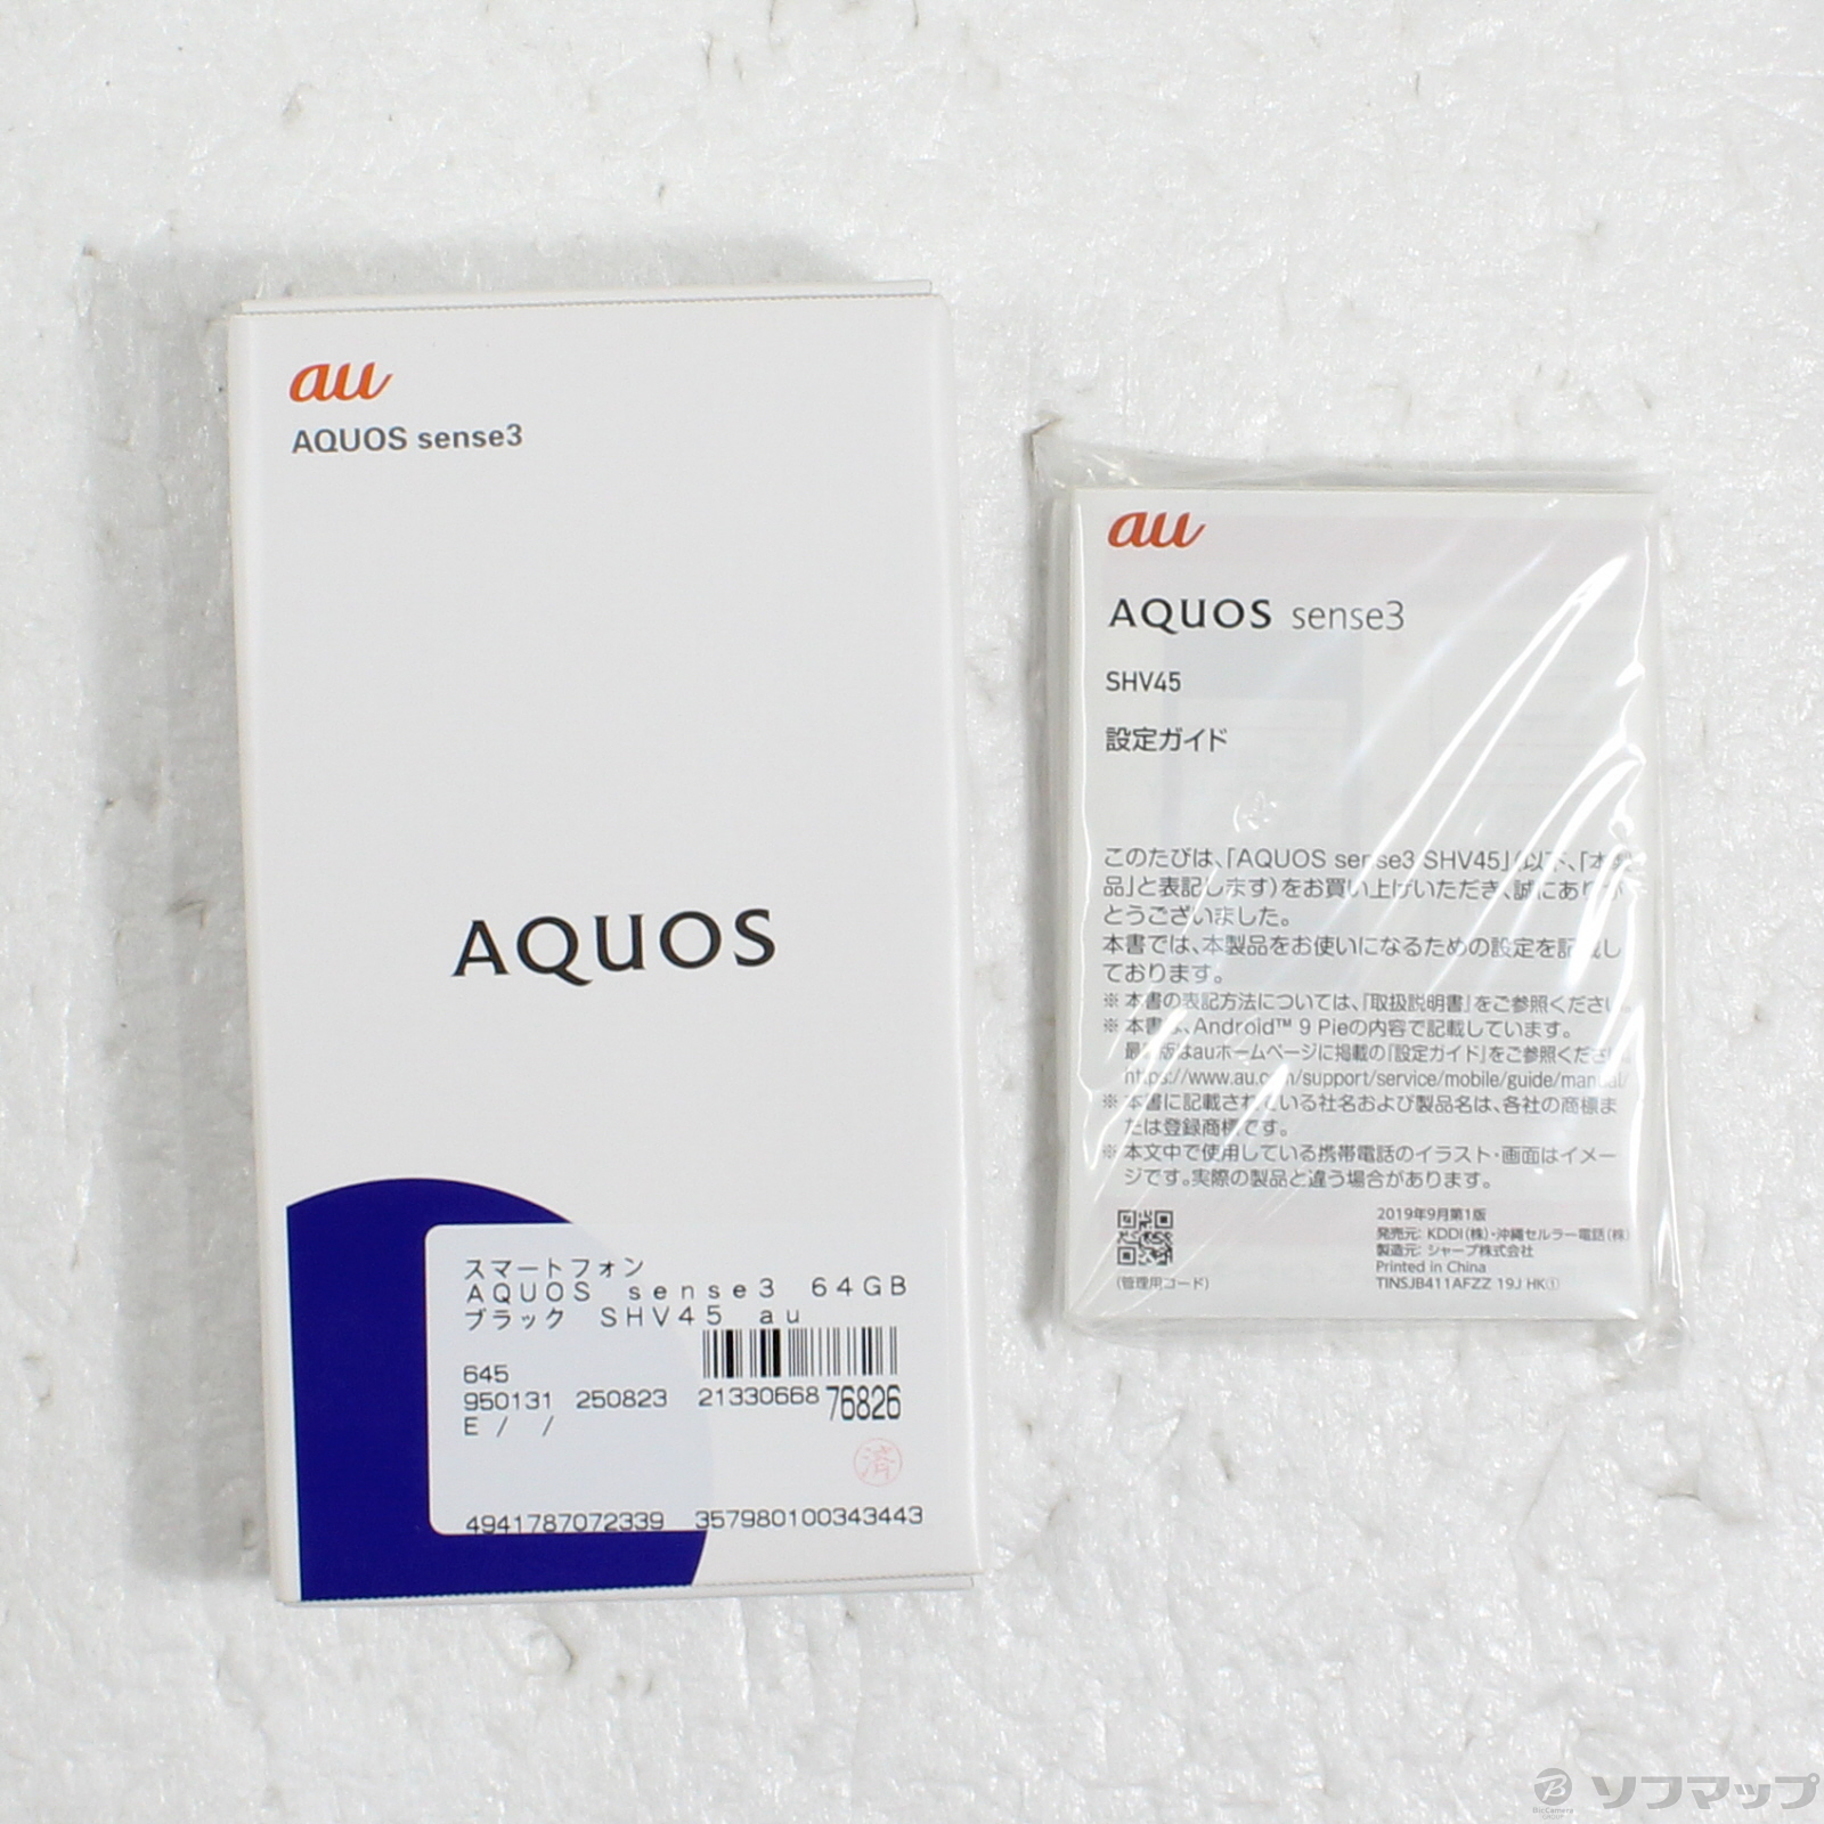 au
AQUOS sense3
AQUOS
スマートフォン
AQUOS sense3 64GB
ブラック SHV45 au
645
950131 250823 21330668 76826
E / /
済
4941787072339 357980100343443
au
AQUOS sense3
SHV45
設定ガイド
このたびは、「AQUOS sense3 SHV45」(以下、「本製
品」と表記します)をお買い上げいただき、誠にありが
とうございました。
本書では、本製品をお使いになるための設定を記載し
ております。
※ 本書の表記方法については、「取扱説明書」をご参照ください。
※ 本書は、Android™ 9 Pieの内容で記載しています。
最新版はauホームページに掲載の「設定ガイド」をご参照ください。
https://www.au.com/support/service/mobile/guide/manual/
※ 本書に記載されている社名および製品名は、各社の商標ま
たは登録商標です。
※ 本文中で使用している携帯電話のイラスト・画面はイメー
ジです。実際の製品と違う場合があります。
(管理用コード)
2019年9月第1版
発売元: KDDI(株)・沖縄セルラー電話(株)
製造元: シャープ株式会社
Printed in China
TINSJB411AFZZ 19J HK①
B BicCamera GROUP ソフマップ